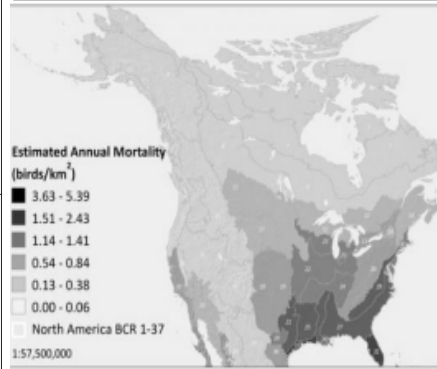 Estimated Annual Mortality
(birds/km²)
3.63 - 5.39
1.51 - 2.43
1.14 - 1.41
0.54 - 0.84
0.13 - 0.38
0.00 - 0.06
North America BCR 1-37
1:57,500,000